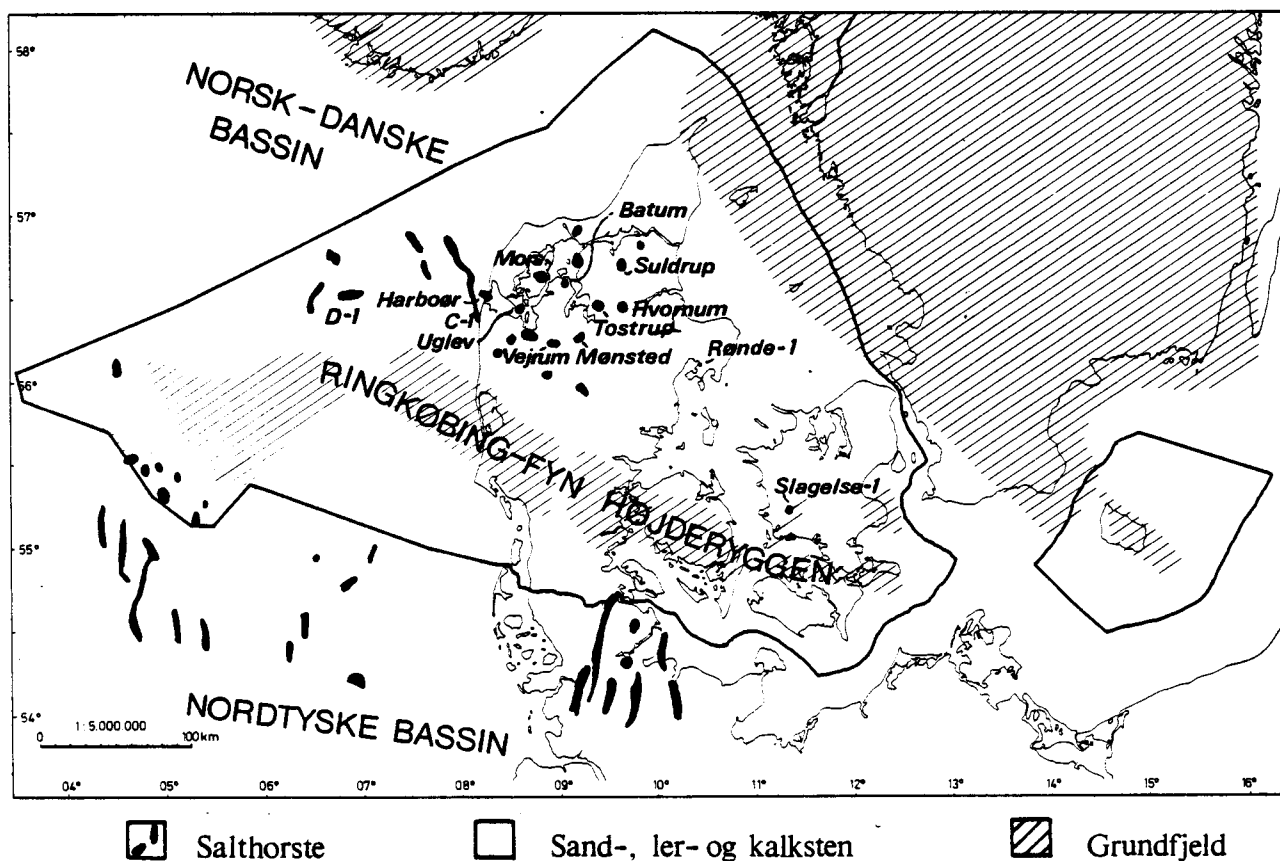 58°
NORSK-DANSKE
BASSIN
57°
Batum
Mors
Suldrup
Harboør
D-1
C-1
Hvornum
Uglev
Tostrup
Vejrum Mønsted
Rønde-1
56°
RINGKØBING-FYN HØJDERYGGEN
Slagelse-1
55°
NORDTYSKE BASSIN
54°
1:5.000.000
0 100km
04° 05° 06° 07° 08° 09° 10° 11° 12° 13° 14° 15° 16°
Salthorste
Sand-, ler- og kalksten
Grundfjeld